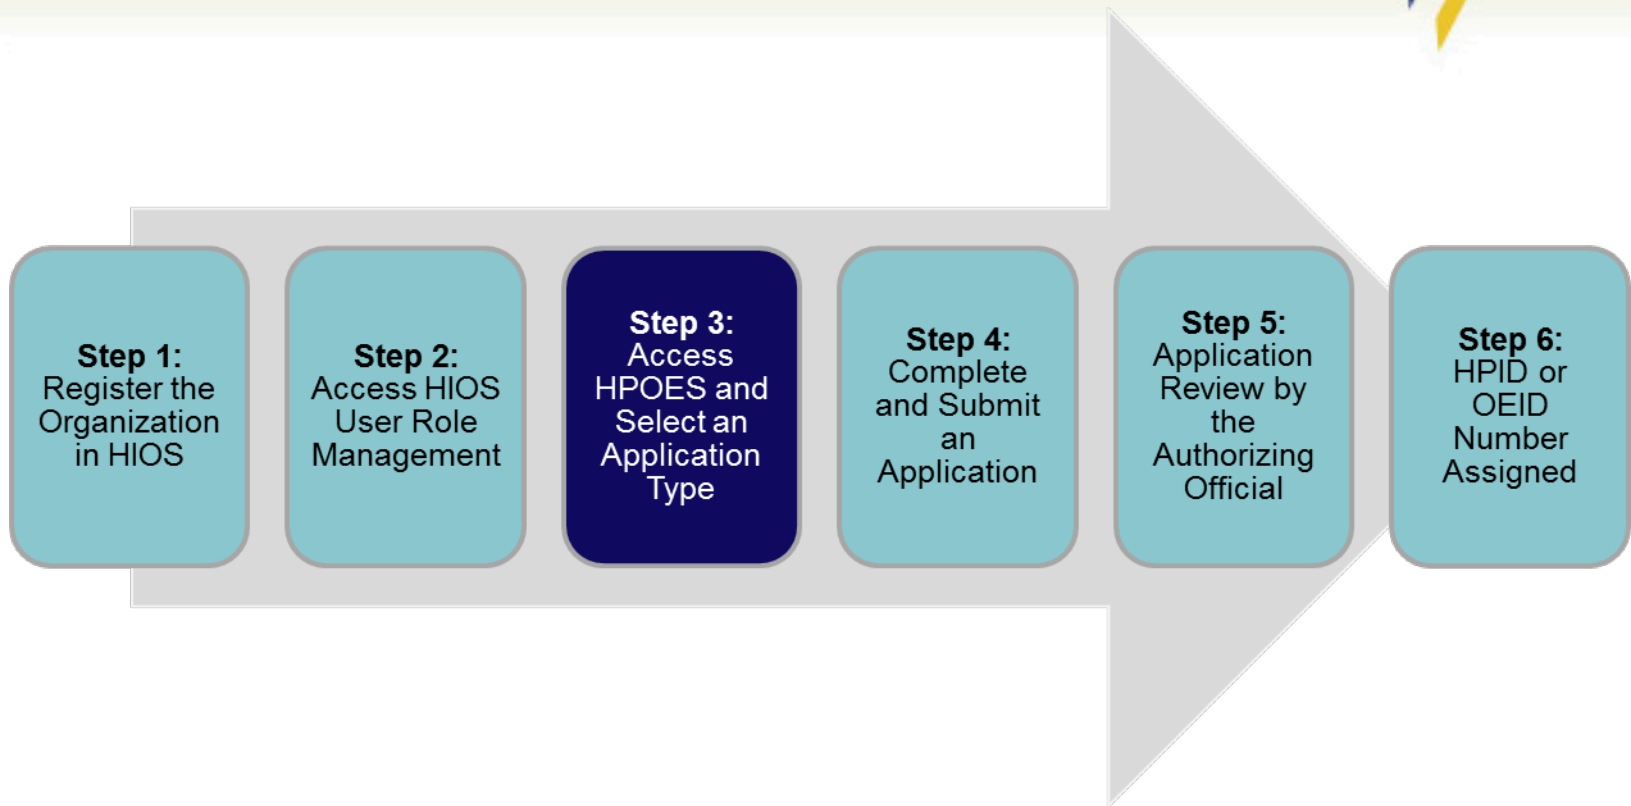 Step 1:
Register the
Organization
in HIOS
Step 2:
Access HIOS
User Role
Management
Step 3:
Access
HPOES and
Select an
Application
Type
Step 4:
Complete
and Submit
an
Application
Step 5:
Application
Review by
the
Authorizing
Official
Step 6:
HPID or
OEID
Number
Assigned